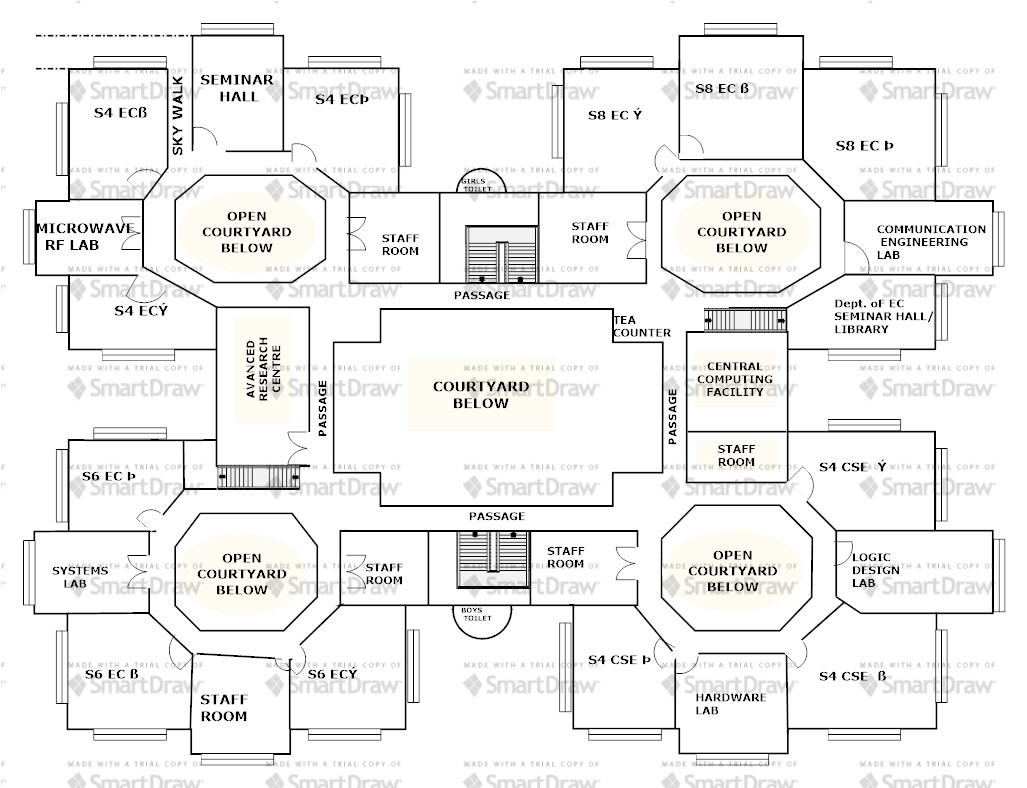 MADE WITH A TRIAL COPY OF
SmartDraw
S4 ECß
SKY WALK
SEMINAR
HALL
S4 ECÞ
S8 EC Ý
S8 EC ß
S8 EC Þ
MICROWAVE
RF LAB
OPEN
COURTYARD
BELOW
STAFF
ROOM
GIRLS
TOILET
STAFF
ROOM
OPEN
COURTYARD
BELOW
COMMUNICATION
ENGINEERING
LAB
S4 ECÝ
PASSAGE
TEA
COUNTER
Dept. of EC
SEMINAR HALL/
LIBRARY
AVANCED
RESEARCH
CENTRE
PASSAGE
COURTYARD
BELOW
PASSAGE
CENTRAL
COMPUTING
FACILITY
STAFF
ROOM
S6 EC Þ
S4 CSE Ý
PASSAGE
SYSTEMS
LAB
OPEN
COURTYARD
BELOW
STAFF
ROOM
STAFF
ROOM
OPEN
COURTYARD
BELOW
LOGIC
DESIGN
LAB
BOYS
TOILET
S6 EC ß
STAFF
ROOM
S6 ECÝ
S4 CSE Þ
HARDWARE
LAB
S4 CSE ß